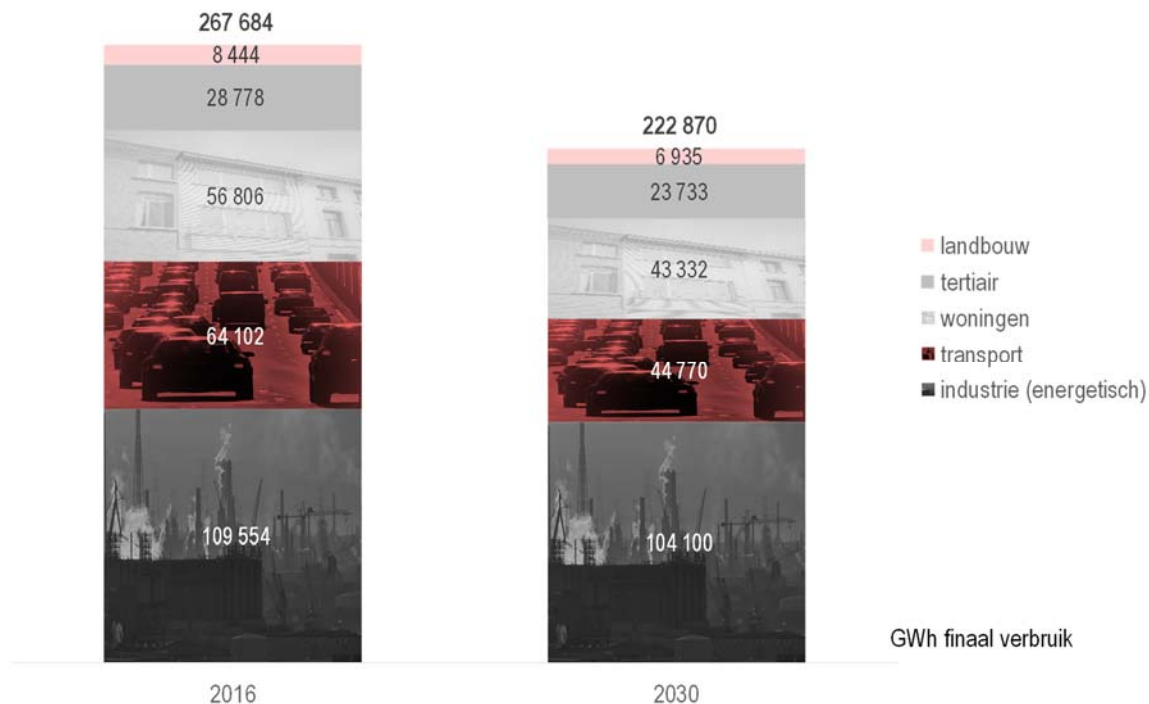 267 684
8 444
28 778
56 806
64 102
109 554
222 870
6 935
23 733
43 332
44 770
104 100
landbouw
tertiair
woningen
transport
industrie (energetisch)
GWh finaal verbruik
2016
2030